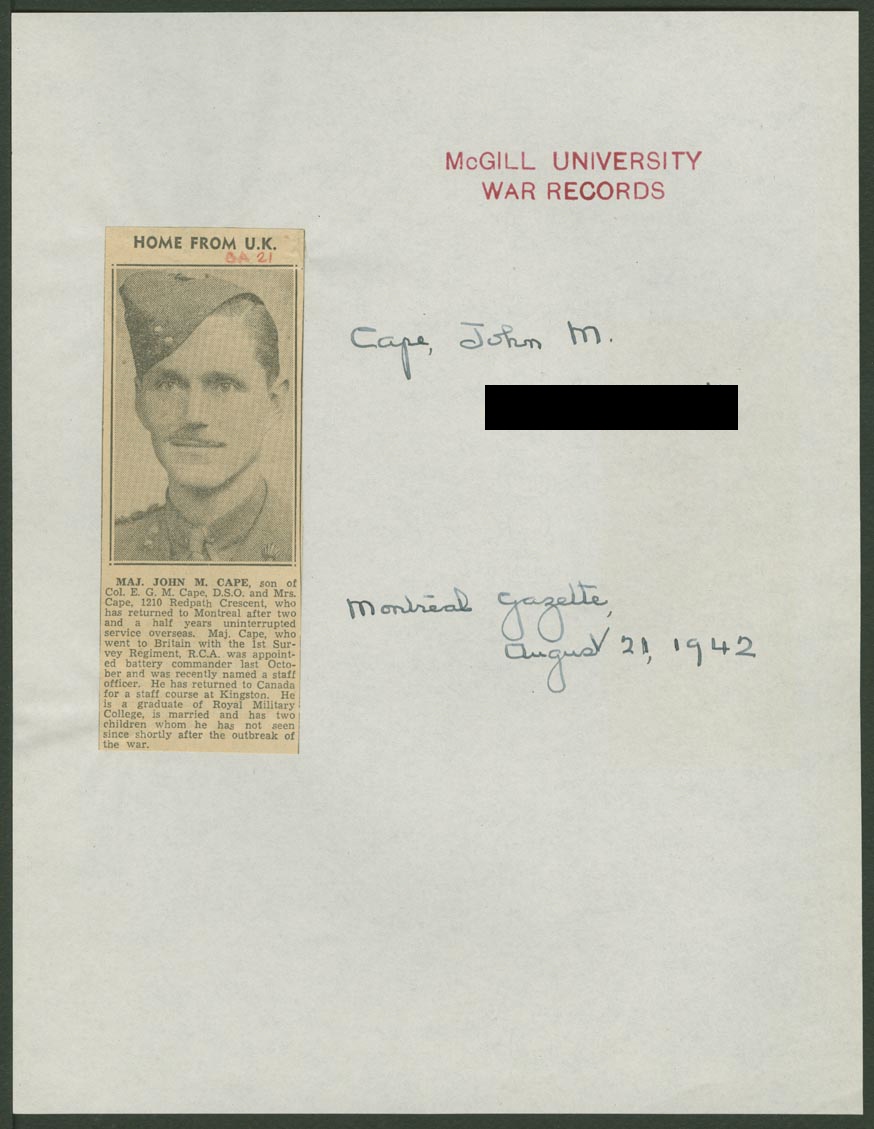 McGILL UNIVERSITY
WAR RECORDS
HOME FROM U.K.
GA 21
Cape, John M.
MAJ. JOHN M. CAPE, son of
Col. E. G. M. Cape, D.S.O. and Mrs.
Cape, 1210 Redpath Crescent, who
has returned to Montreal after two
and a half years uninterrupted
service overseas. Maj. Cape, who
went to Britain with the 1st Sur-
vey Regiment, R.C.A. was appoint-
ed battery commander last Octo-
ber and was recently named a staff
officer. He has returned to Canada
for a staff course at Kingston. He
is a graduate of Royal Military
College, is married and has two
children whom he has not seen
since shortly after the outbreak of
the war.
Montreal Gazette,
August 21, 1942